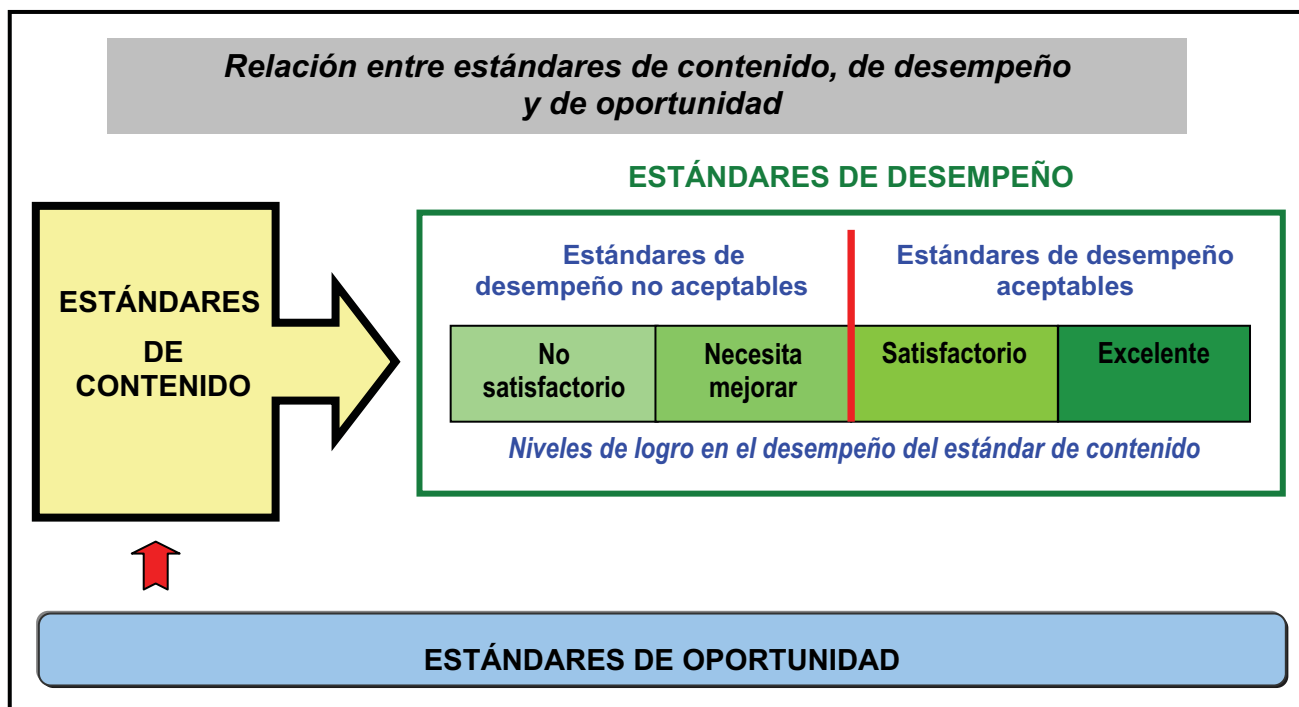 Relación entre estándares de contenido, de desempeño
y de oportunidad
ESTÁNDARES DE DESEMPEÑO
ESTÁNDARES
DE
CONTENIDO
Estándares de
desempeño no aceptables
Estándares de desempeño
aceptables
No
satisfactorio
Necesita
mejorar
Satisfactorio
Excelente
Niveles de logro en el desempeño del estándar de contenido
ESTÁNDARES DE OPORTUNIDAD